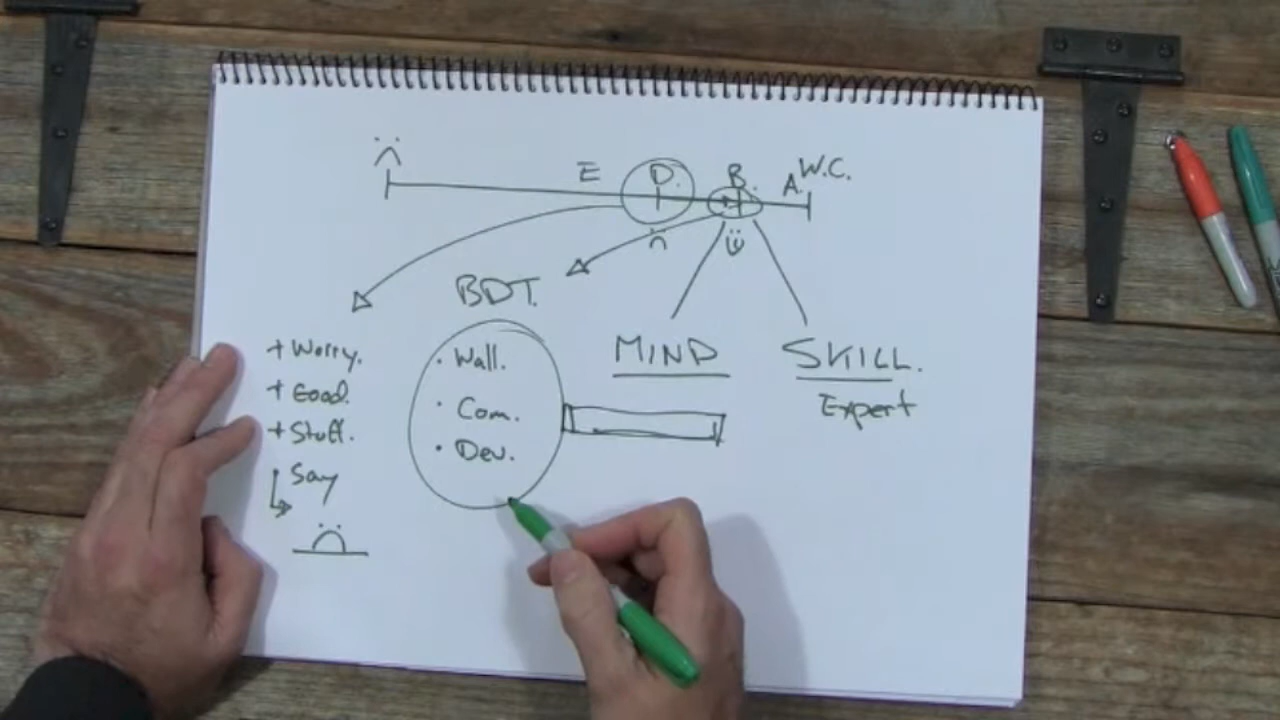 E D. B. A. W.C.
BDT.
+ Worry.
+ Good.
+ Stuff.
Say
• Wall.
• Com.
• Dev.
MIND
SKILL.
Expert